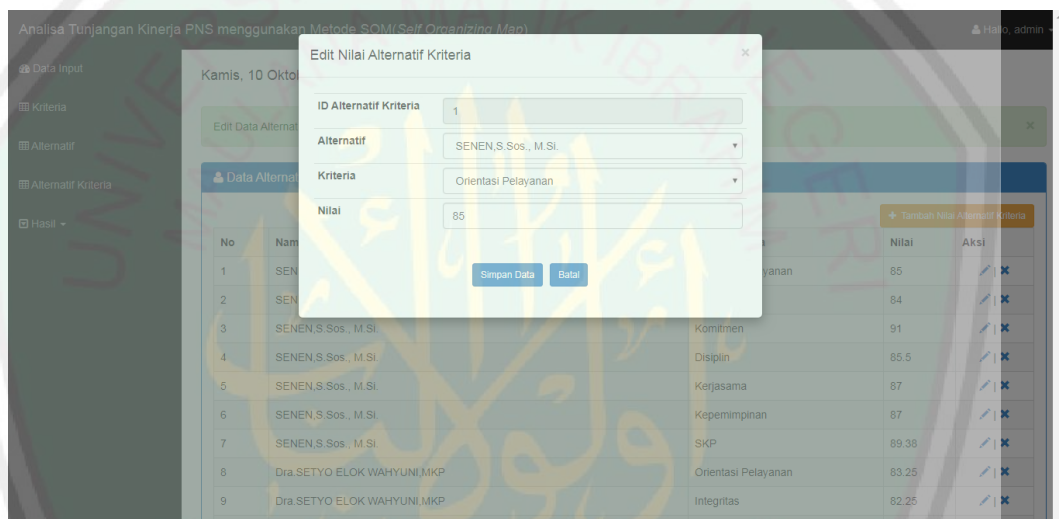 Analisa Tunjangan Kinerja PNS menggunakan Metode SOM(Self Organizing Map)
Hallo, admin
Data Input
Kriteria
Alternatif
Alternatif Kriteria
Hasil
Kamis, 10 Oktol
Edit Data Alternat
×
Data Alternat
+ Tambah Nilai Alternatif Kriteria
Edit Nilai Alternatif Kriteria
×
ID Alternatif Kriteria 1
Alternatif SENEN,S.Sos., M.Si.
Kriteria Orientasi Pelayanan
Nilai 85
Simpan Data Batal
No Nam a Nilai Aksi
1 SEN yanan 85
2 SEN 84
3 SENEN,S.Sos., M.Si. Komitmen 91
4 SENEN,S.Sos., M.Si. Disiplin 85.5
5 SENEN,S.Sos., M.Si. Kerjasama 87
6 SENEN,S.Sos., M.Si. Kepemimpinan 87
7 SENEN,S.Sos., M.Si. SKP 89.38
8 Dra.SETYO ELOK WAHYUNI,MKP Orientasi Pelayanan 83.25
9 Dra.SETYO ELOK WAHYUNI,MKP Integritas 82.25